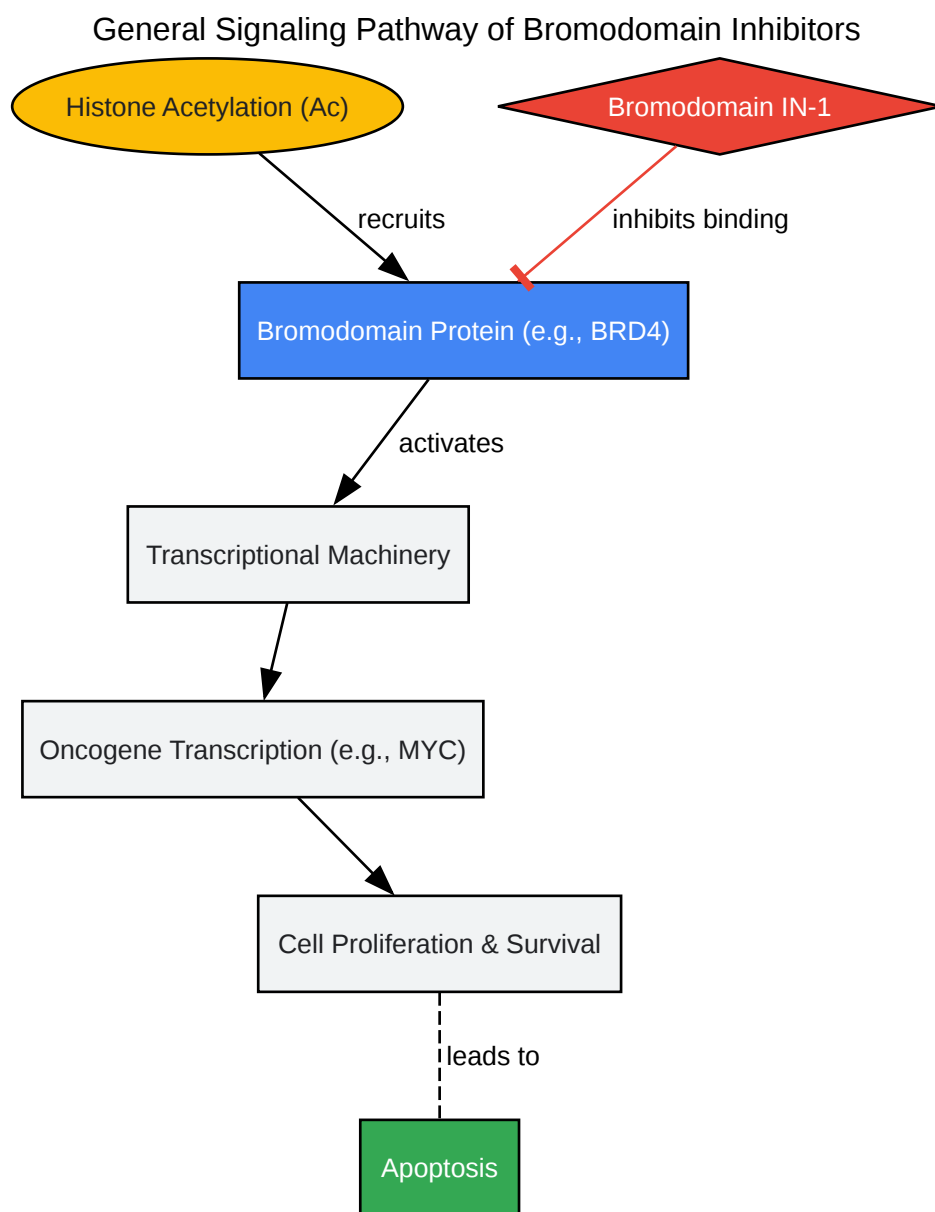 General Signaling Pathway of Bromodomain Inhibitors
Histone Acetylation (Ac)
Bromodomain IN-1
recruits
inhibits binding
Bromodomain Protein (e.g., BRD4)
activates
Transcriptional Machinery
Oncogene Transcription (e.g., MYC)
Cell Proliferation & Survival
leads to
Apoptosis